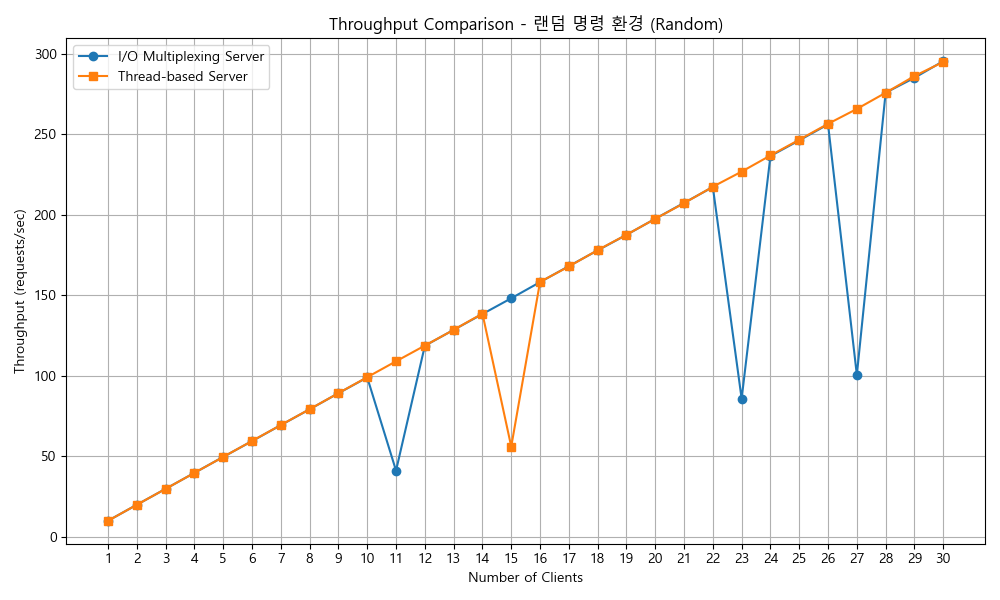 Throughput Comparison - 랜덤 명령 환경 (Random)
I/O Multiplexing Server
Thread-based Server
Throughput (requests/sec)
300
250
200
150
100
50
0
1 2 3 4 5 6 7 8 9 10 11 12 13 14 15 16 17 18 19 20 21 22 23 24 25 26 27 28 29 30
Number of Clients